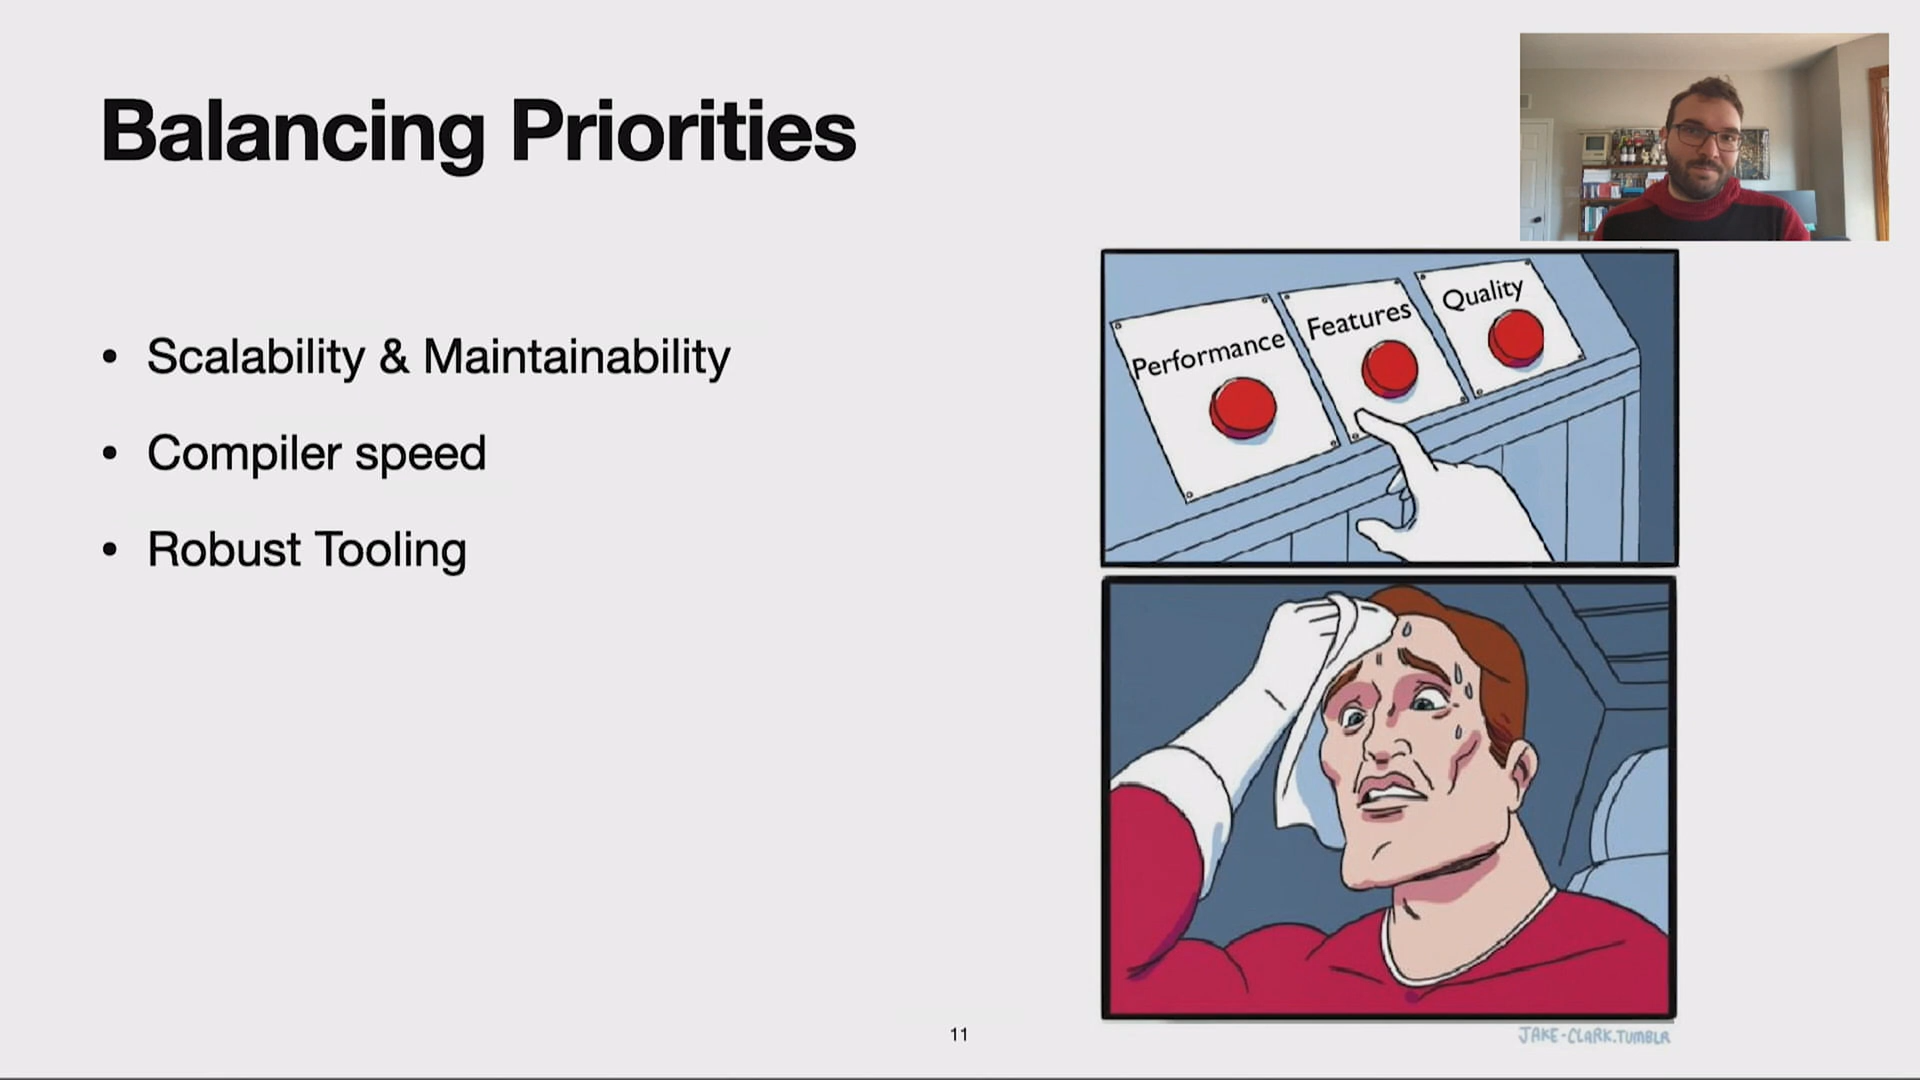 Balancing Priorities
• Scalability & Maintainability
• Compiler speed
• Robust Tooling
Performance
Features
Quality
11
JAKE-CLARK.TUMBLR